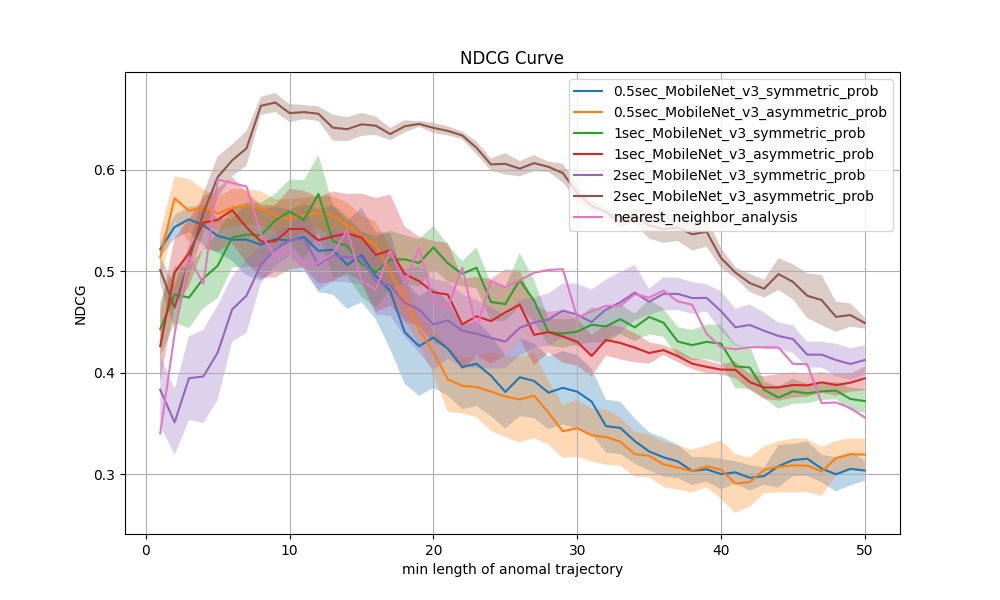 NDCG Curve
0.5sec_MobileNet_v3_symmetric_prob
0.5sec_MobileNet_v3_asymmetric_prob
1sec_MobileNet_v3_symmetric_prob
1sec_MobileNet_v3_asymmetric_prob
2sec_MobileNet_v3_symmetric_prob
2sec_MobileNet_v3_asymmetric_prob
nearest_neighbor_analysis
NDCG
0.6
0.5
0.4
0.3
0 10 20 30 40 50
min length of anomal trajectory